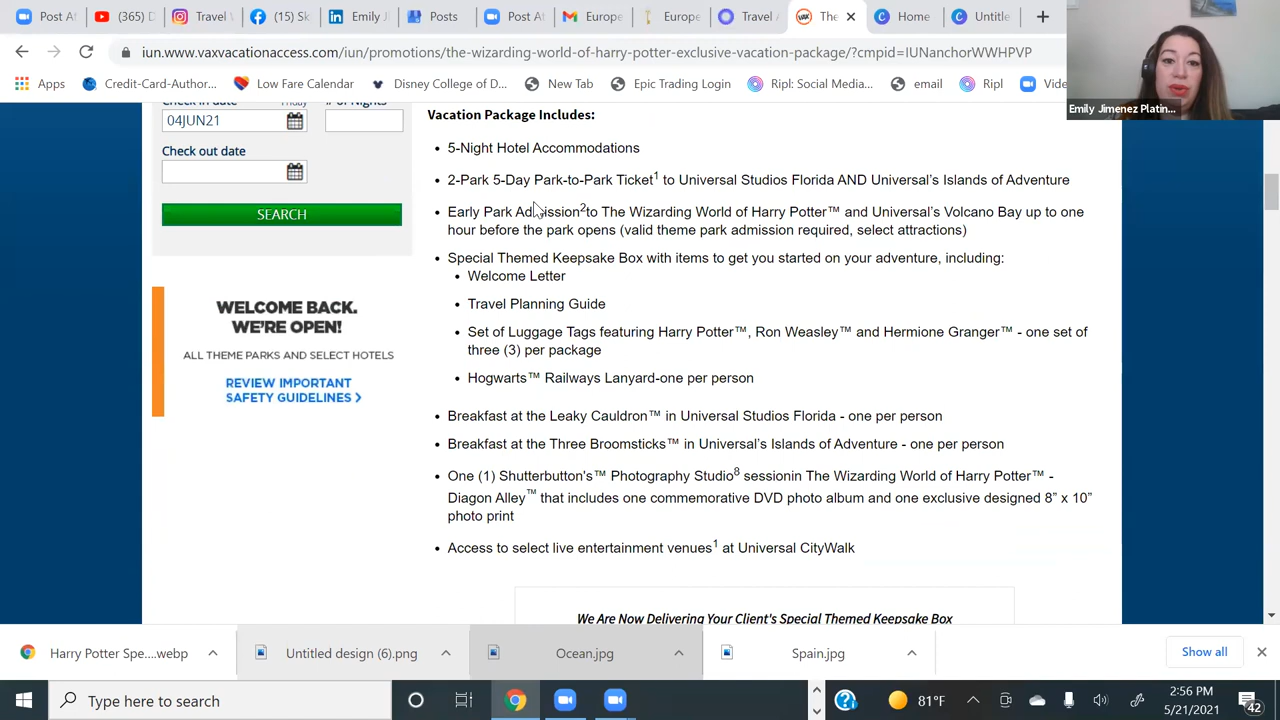 Post Af
(365) D
Travel V
(15) Sk
Emily Ji
Posts
Post Ac
Europe
Europe
Travel A
The
Home
Untitle
iun.www.vaxvacationaccess.com/iun/promotions/the-wizarding-world-of-harry-potter-exclusive-vacation-package/?cmpid=IUNanchorWWHPVP
Apps
Credit-Card-Author...
Low Fare Calendar
Disney College of D...
New Tab
Epic Trading Login
Ripl: Social Media...
email
Ripl
Vide
Emily Jimenez Platin...
Check in date
Friday
# of Nights
04JUN21
Check out date
SEARCH
WELCOME BACK.
WE'RE OPEN!
ALL THEME PARKS AND SELECT HOTELS
REVIEW IMPORTANT
SAFETY GUIDELINES >
Vacation Package Includes:
• 5-Night Hotel Accommodations
• 2-Park 5-Day Park-to-Park Ticket1 to Universal Studios Florida AND Universal's Islands of Adventure
• Early Park Admission2to The Wizarding World of Harry Potter™ and Universal's Volcano Bay up to one
hour before the park opens (valid theme park admission required, select attractions)
• Special Themed Keepsake Box with items to get you started on your adventure, including:
• Welcome Letter
• Travel Planning Guide
• Set of Luggage Tags featuring Harry Potter™, Ron Weasley™ and Hermione Granger™ - one set of
three (3) per package
• Hogwarts™ Railways Lanyard-one per person
• Breakfast at the Leaky Cauldron™ in Universal Studios Florida - one per person
• Breakfast at the Three Broomsticks™ in Universal's Islands of Adventure - one per person
• One (1) Shutterbutton's™ Photography Studio8 sessionin The Wizarding World of Harry Potter™ -
Diagon Alley™ that includes one commemorative DVD photo album and one exclusive designed 8” x 10”
photo print
• Access to select live entertainment venues1 at Universal CityWalk
We Are Now Delivering Your Client's Special Themed Keepsake Box
Harry Potter Spe....webp
Untitled design (6).png
Ocean.jpg
Spain.jpg
Show all
Type here to search
81°F
2:56 PM
5/21/2021
42